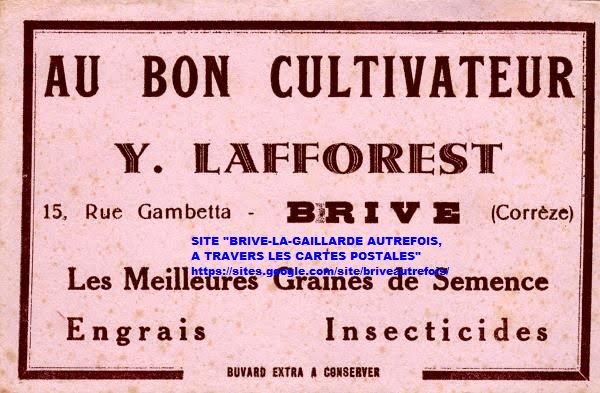 AU BON CULTIVATEUR
Y. LAFFOREST
15, Rue Gambetta - BRIVE (Corrèze)
SITE "BRIVE-LA-GAILLARDE AUTREFOIS,
A TRAVERS LES CARTES POSTALES"
https://sites.google.com/site/briveautrefois/
Les Meilleures Graines de Semence
Engrais Insecticides
BUVARD EXTRA A CONSERVER